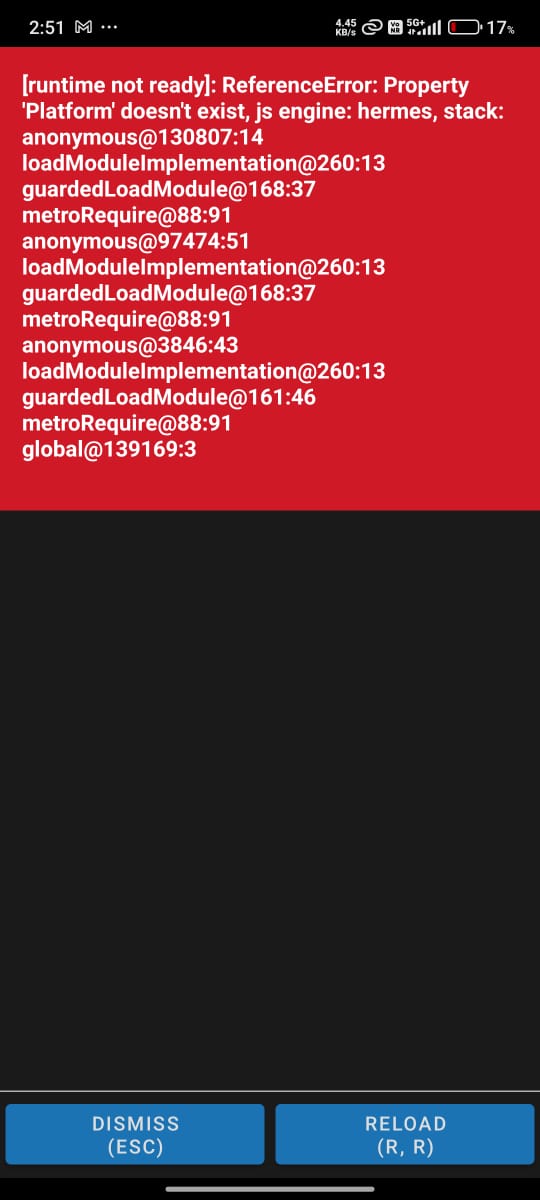 2:51 M ... 4.45 KB/s Vo NR 5G+ 17%
[runtime not ready]: ReferenceError: Property
'Platform' doesn't exist, js engine: hermes, stack:
anonymous@130807:14
loadModuleImplementation@260:13
guardedLoadModule@168:37
metroRequire@88:91
anonymous@97474:51
loadModuleImplementation@260:13
guardedLoadModule@168:37
metroRequire@88:91
anonymous@3846:43
loadModuleImplementation@260:13
guardedLoadModule@161:46
metroRequire@88:91
global@139169:3
DISMISS
(ESC)
RELOAD
(R, R)